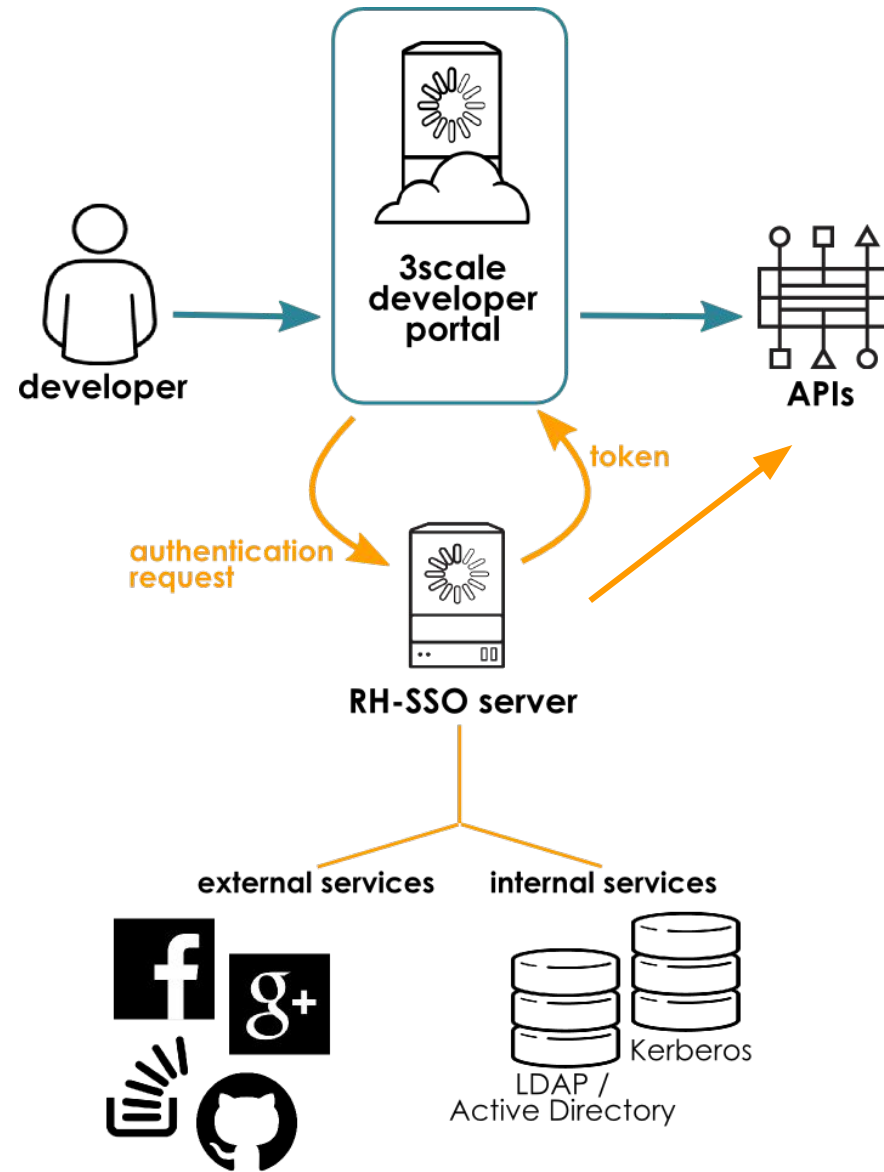 3scale
developer
portal
developer
APIs
token
authentication
request
RH-SSO server
external services
internal services
f
g+
Kerberos
LDAP /
Active Directory